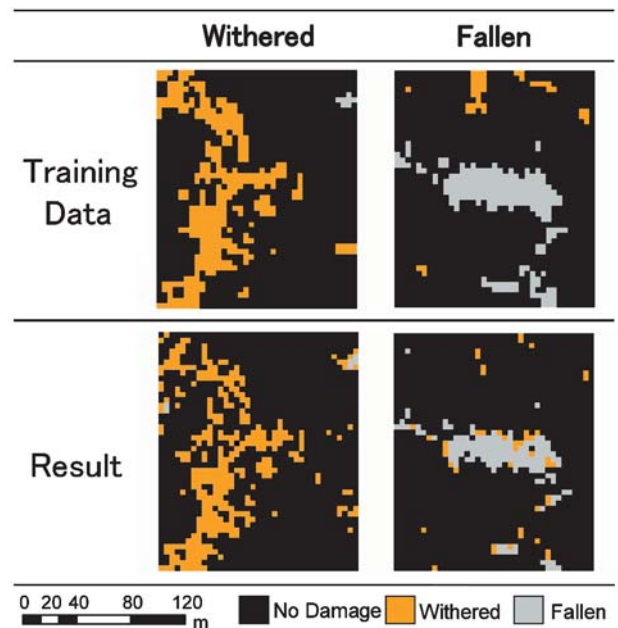 Withered Fallen
Training
Data
Result
0 20 40 80 120
m
No Damage Withered Fallen